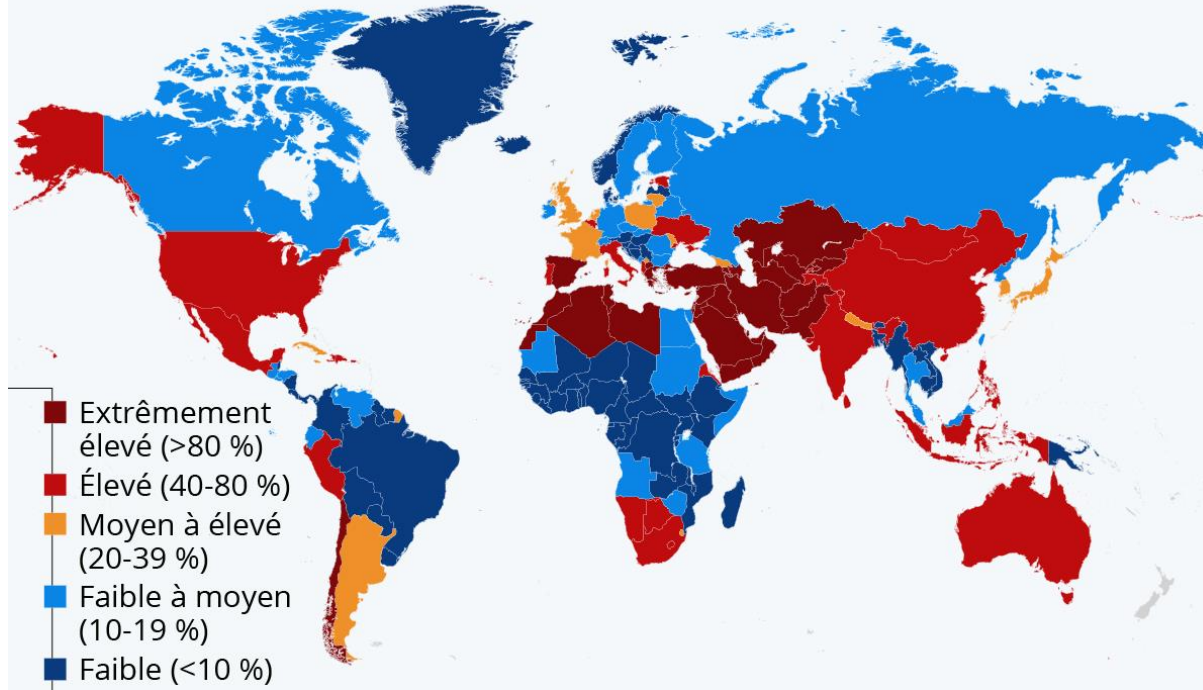 Extrêmement
élevé (>80 %)
Élevé (40-80 %)
Moyen à élevé
(20-39 %)
Faible à moyen
(10-19 %)
Faible (<10 %)